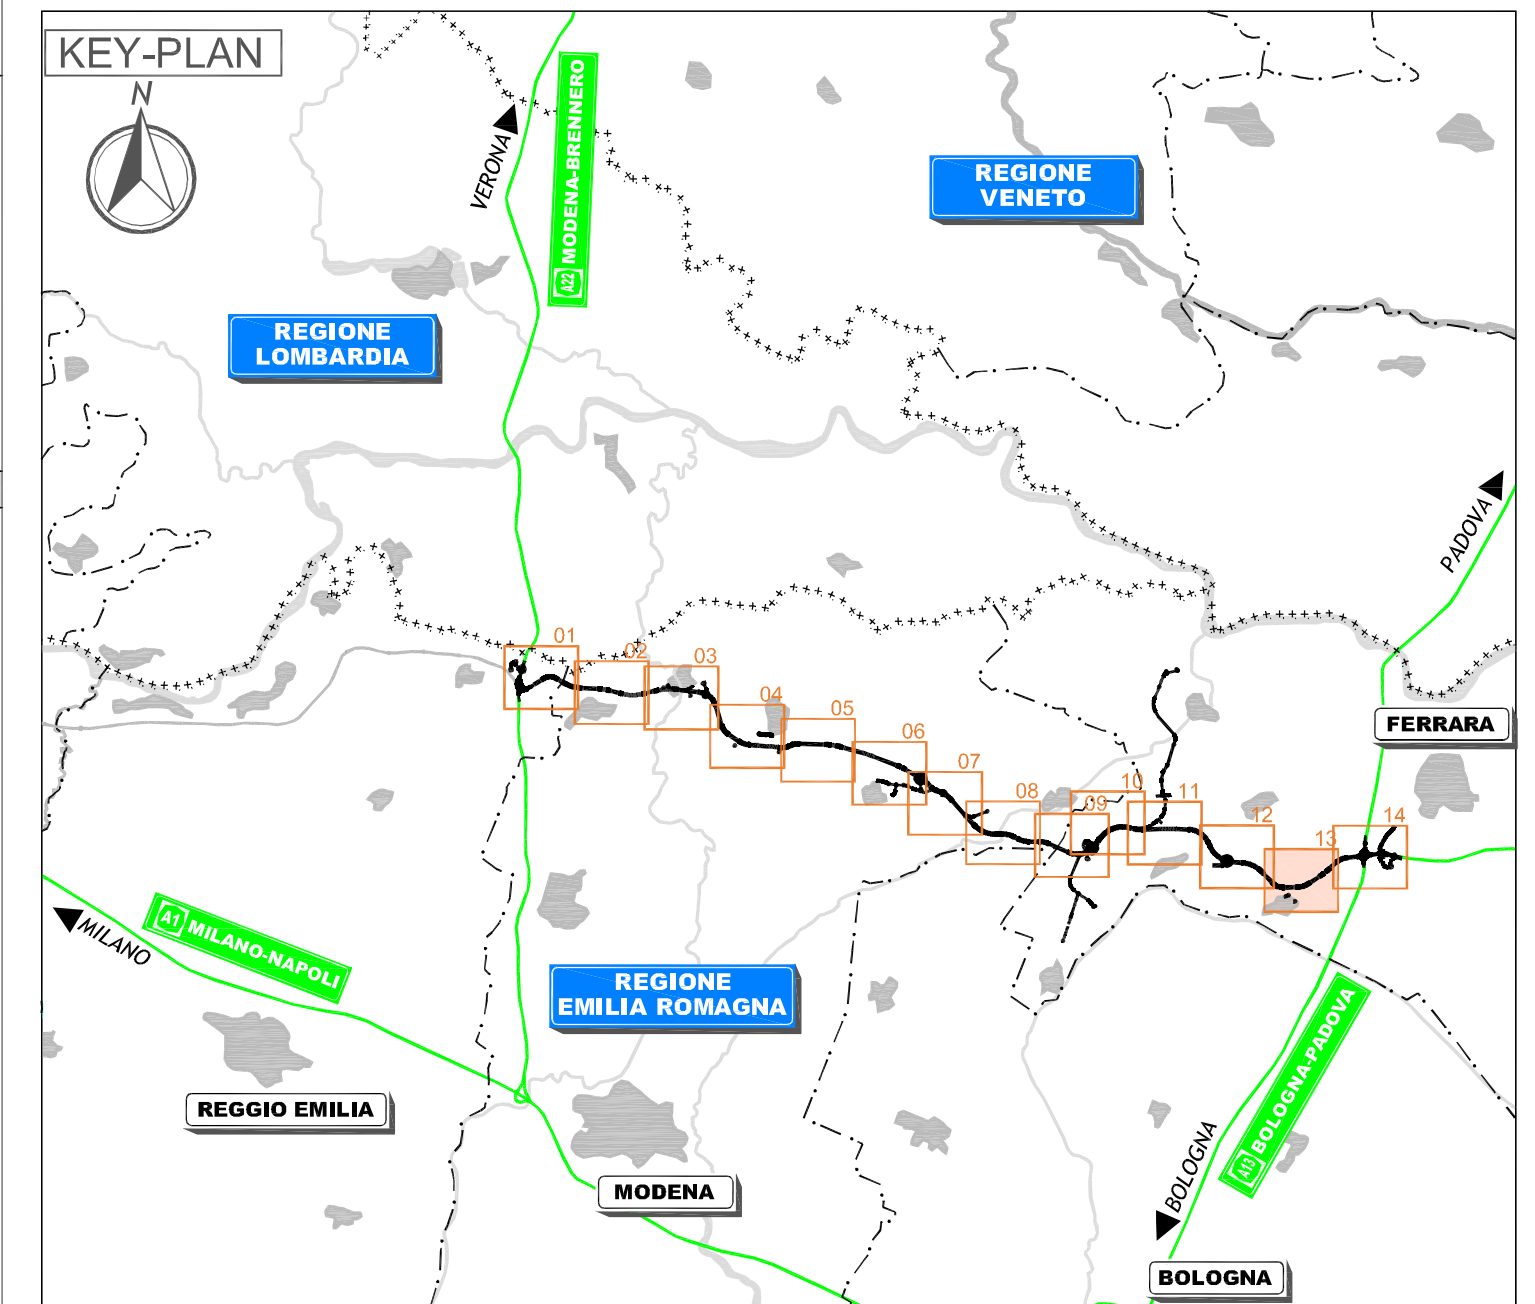 KEY-PLAN
N
VERONA
A22 MODENA-BRENNERO
REGIONE
VENETO
REGIONE
LOMBARDIA
PADOVA
01
02
03
04
05
06
07
08
09
10
11
12
13
14
FERRARA
MILANO
A1 MILANO-NAPOLI
REGIONE
EMILIA ROMAGNA
A13 BOLOGNA-PADOVA
REGGIO EMILIA
MODENA
BOLOGNA
BOLOGNA